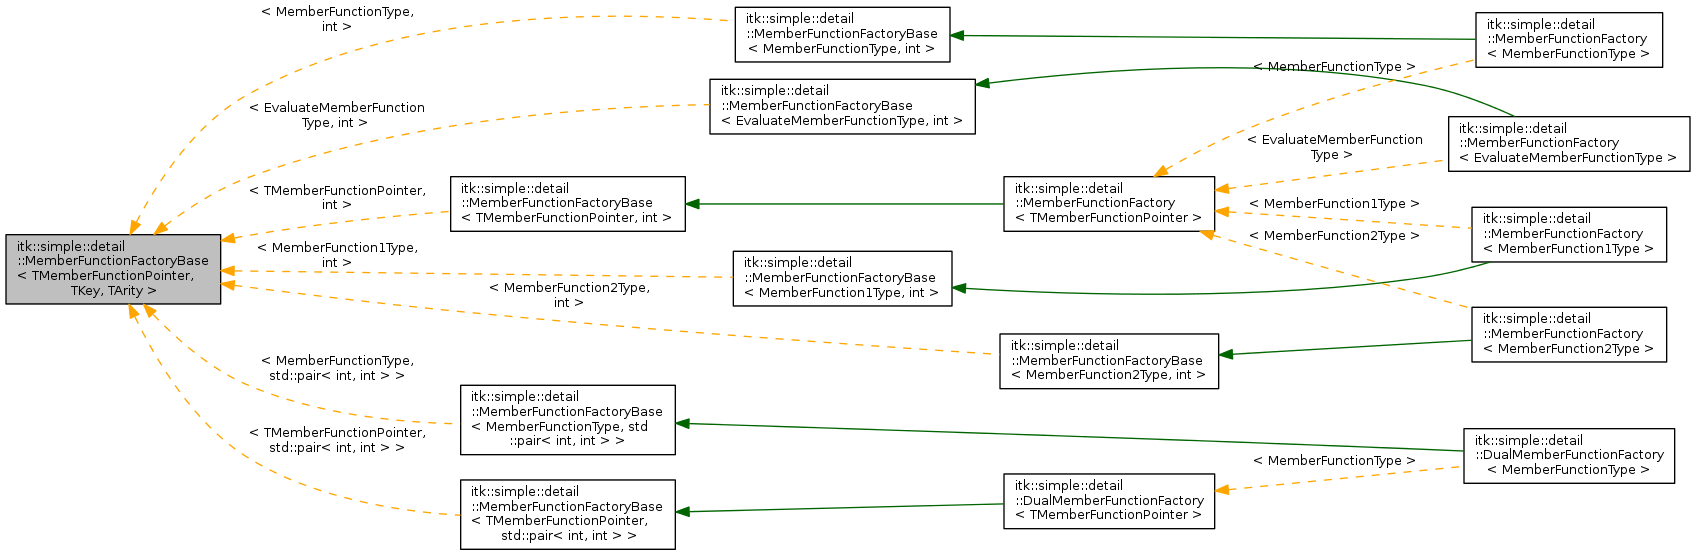 < MemberFunctionType,
int >
itk::simple::detail
::MemberFunctionFactoryBase
< MemberFunctionType, int >
itk::simple::detail
::MemberFunctionFactory
< MemberFunctionType >
< MemberFunctionType >
< EvaluateMemberFunction
Type, int >
itk::simple::detail
::MemberFunctionFactoryBase
< EvaluateMemberFunctionType, int >
< EvaluateMemberFunction
Type >
itk::simple::detail
::MemberFunctionFactory
< EvaluateMemberFunctionType >
< TMemberFunctionPointer,
int >
itk::simple::detail
::MemberFunctionFactoryBase
< TMemberFunctionPointer, int >
itk::simple::detail
::MemberFunctionFactory
< TMemberFunctionPointer >
< MemberFunction1Type >
< MemberFunction2Type >
itk::simple::detail
::MemberFunctionFactory
< MemberFunction1Type >
itk::simple::detail
::MemberFunctionFactoryBase
< TMemberFunctionPointer,
TKey, TArity >
< MemberFunction1Type,
int >
itk::simple::detail
::MemberFunctionFactoryBase
< MemberFunction1Type, int >
< MemberFunction2Type,
int >
itk::simple::detail
::MemberFunctionFactoryBase
< MemberFunction2Type, int >
itk::simple::detail
::MemberFunctionFactory
< MemberFunction2Type >
< MemberFunctionType,
std::pair< int, int > >
itk::simple::detail
::MemberFunctionFactoryBase
< MemberFunctionType, std
::pair< int, int > >
< TMemberFunctionPointer,
std::pair< int, int > >
itk::simple::detail
::DualMemberFunctionFactory
< MemberFunctionType >
< MemberFunctionType >
itk::simple::detail
::MemberFunctionFactoryBase
< TMemberFunctionPointer,
std::pair< int, int > >
itk::simple::detail
::DualMemberFunctionFactory
< TMemberFunctionPointer >